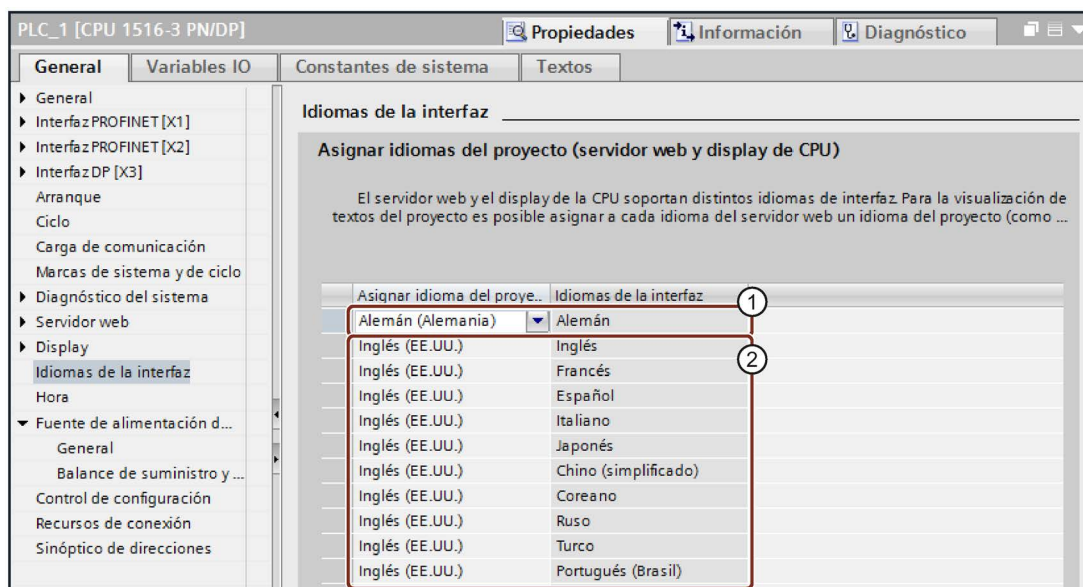 PLC_1 [CPU 1516-3 PN/DP]
Propiedades
Información
Diagnóstico
General
Variables IO
Constantes de sistema
Textos
General
Interfaz PROFINET [X1]
Interfaz PROFINET [X2]
Interfaz DP [X3]
Arranque
Ciclo
Carga de comunicación
Marcas de sistema y de ciclo
Diagnóstico del sistema
Servidor web
Display
Idiomas de la interfaz
Hora
Fuente de alimentación d...
General
Balance de suministro y ...
Control de configuración
Recursos de conexión
Sinóptico de direcciones
Idiomas de la interfaz
Asignar idiomas del proyecto (servidor web y display de CPU)
El servidor web y el display de la CPU soportan distintos idiomas de interfaz. Para la visualización de
textos del proyecto es posible asignar a cada idioma del servidor web un idioma del proyecto (como ...
Asignar idioma del proye.. Idiomas de la interfaz
1
Alemán (Alemania) Alemán
Inglés (EE.UU.) Inglés
2
Inglés (EE.UU.) Francés
Inglés (EE.UU.) Español
Inglés (EE.UU.) Italiano
Inglés (EE.UU.) Japonés
Inglés (EE.UU.) Chino (simplificado)
Inglés (EE.UU.) Coreano
Inglés (EE.UU.) Ruso
Inglés (EE.UU.) Turco
Inglés (EE.UU.) Portugués (Brasil)